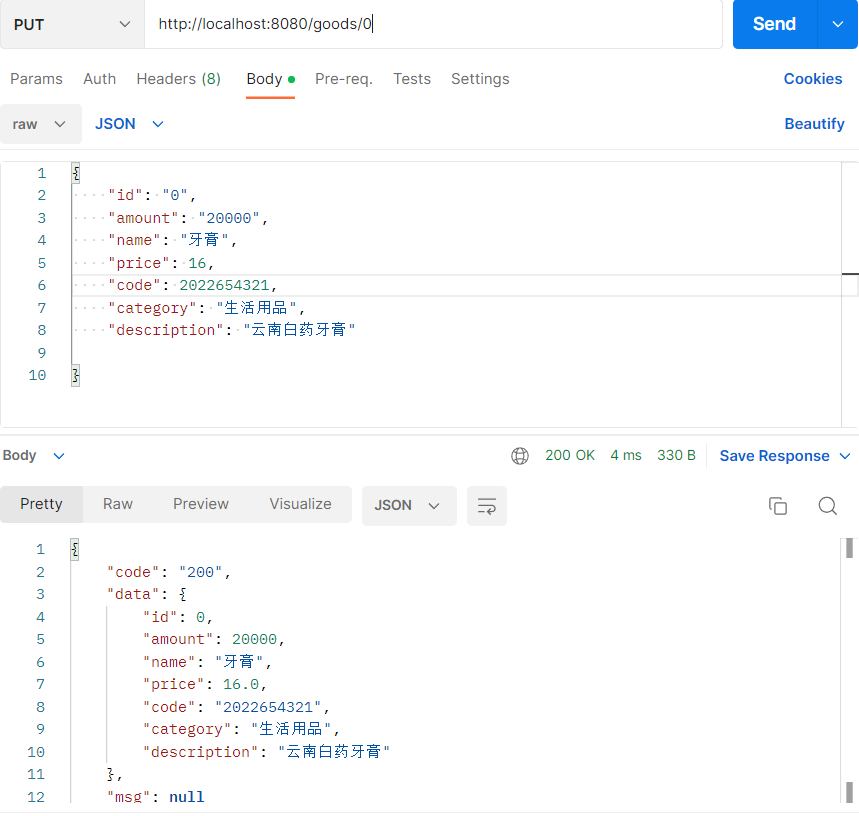 PUT http://localhost:8080/goods/0 Send
Params Auth Headers (8) Body Pre-req. Tests Settings Cookies
raw JSON Beautify
1 {
2 "id": "0",
3 "amount": "20000",
4 "name": "牙膏",
5 "price": 16,
6 "code": 2022654321,
7 "category": "生活用品",
8 "description": "云南白药牙膏"
9
10 }
Body 200 OK 4 ms 330 B Save Response
Pretty Raw Preview Visualize JSON
1 {
2 "code": "200",
3 "data": {
4 "id": 0,
5 "amount": 20000,
6 "name": "牙膏",
7 "price": 16.0,
8 "code": "2022654321",
9 "category": "生活用品",
10 "description": "云南白药牙膏"
11 },
12 "msg": null